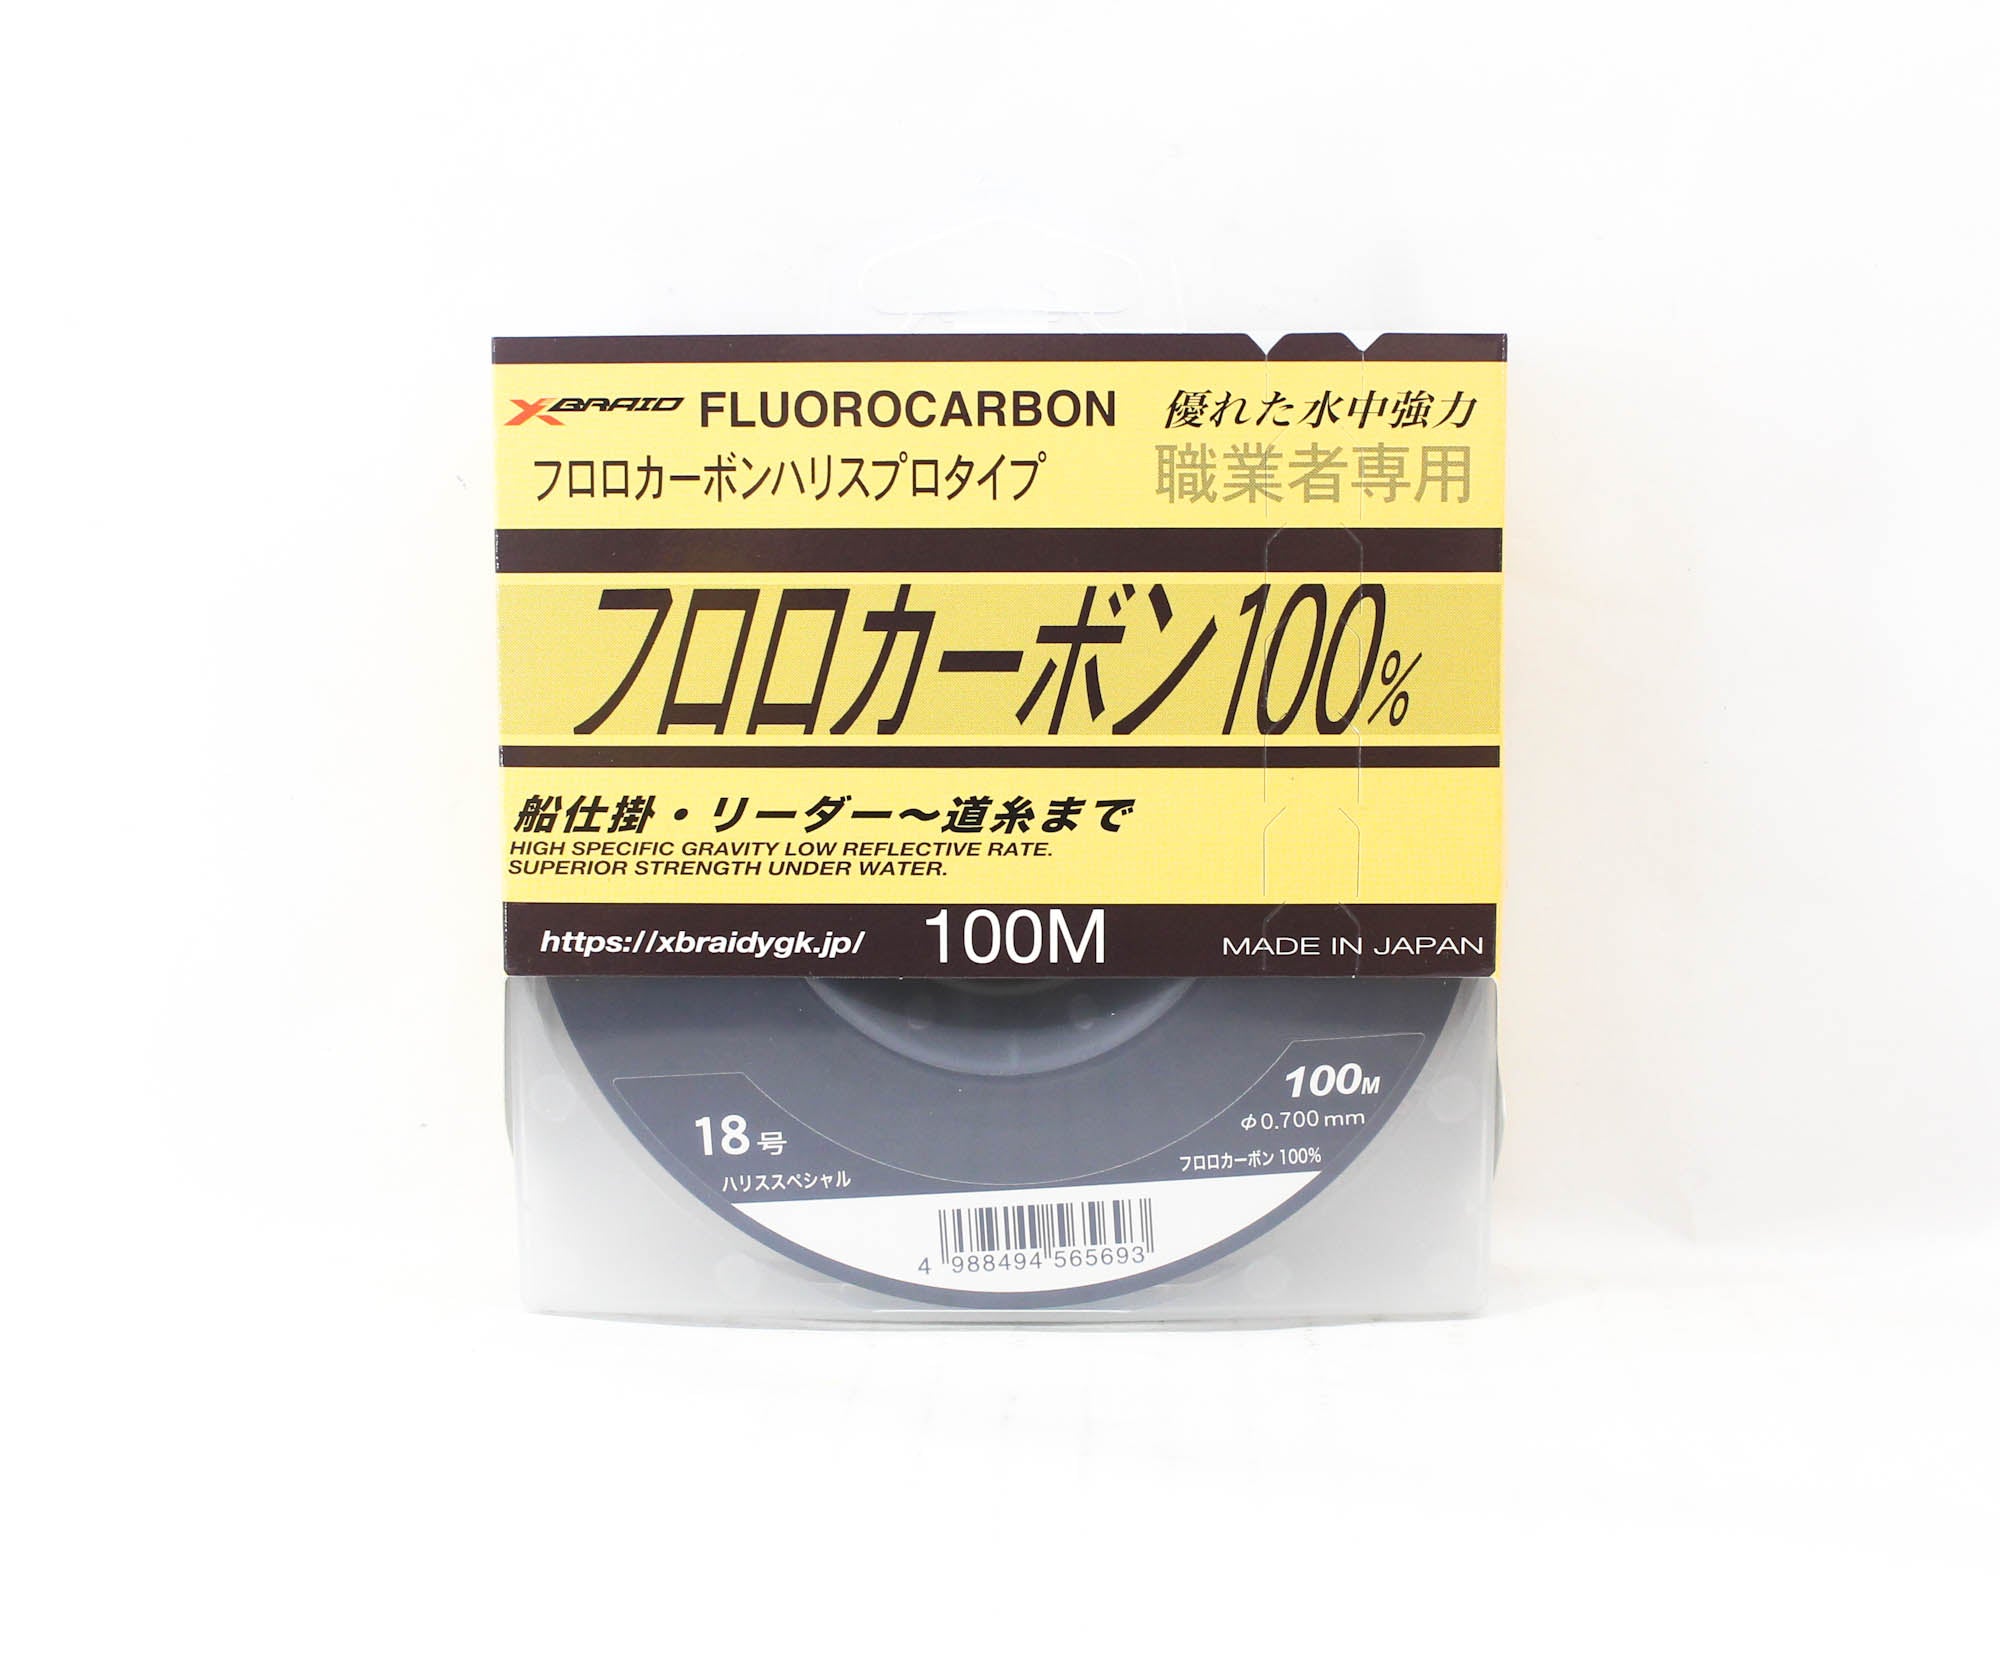 XBRAID FLUOROCARBON
優れた水中強力
フロロカーボンハリスプロタイプ
職業者専用
フロロカーボン100%
船仕掛・リーダー～道糸まで
HIGH SPECIFIC GRAVITY LOW REFLECTIVE RATE.
SUPERIOR STRENGTH UNDER WATER.
https://xbraidygk.jp/
100M
MADE IN JAPAN
18号
ハリススペシャル
100M
φ0.700mm
フロロカーボン 100%
4 988494 565693